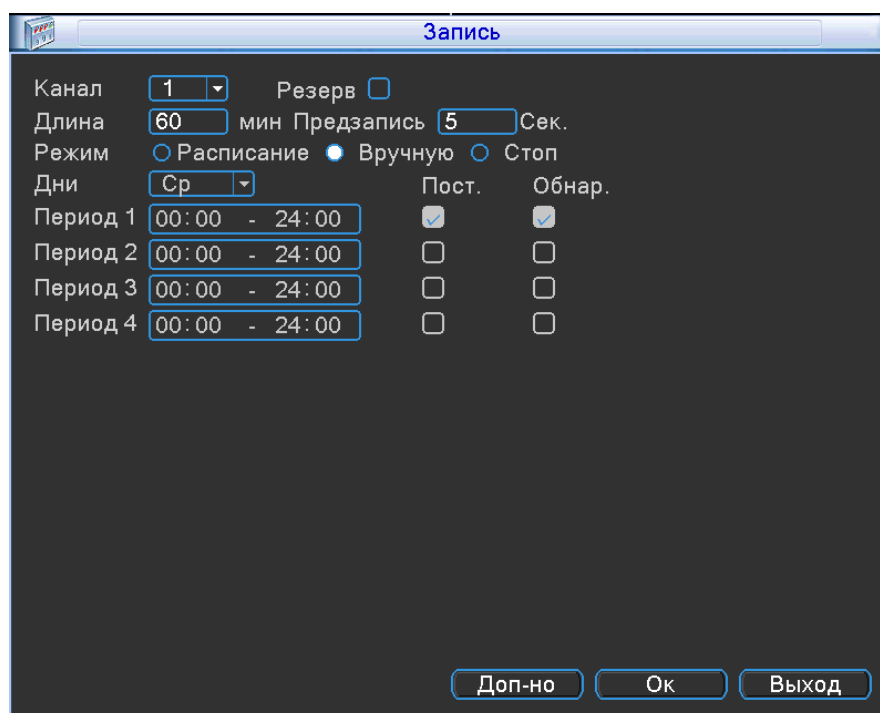 Запись
Канал 1 Резерв
Длина 60 мин Предзапись 5 Сек.
Режим Расписание Вручную Стоп
Дни Ср Пост. Обнар.
Период 1 00:00 - 24:00
Период 2 00:00 - 24:00
Период 3 00:00 - 24:00
Период 4 00:00 - 24:00
Доп-но Ок Выход